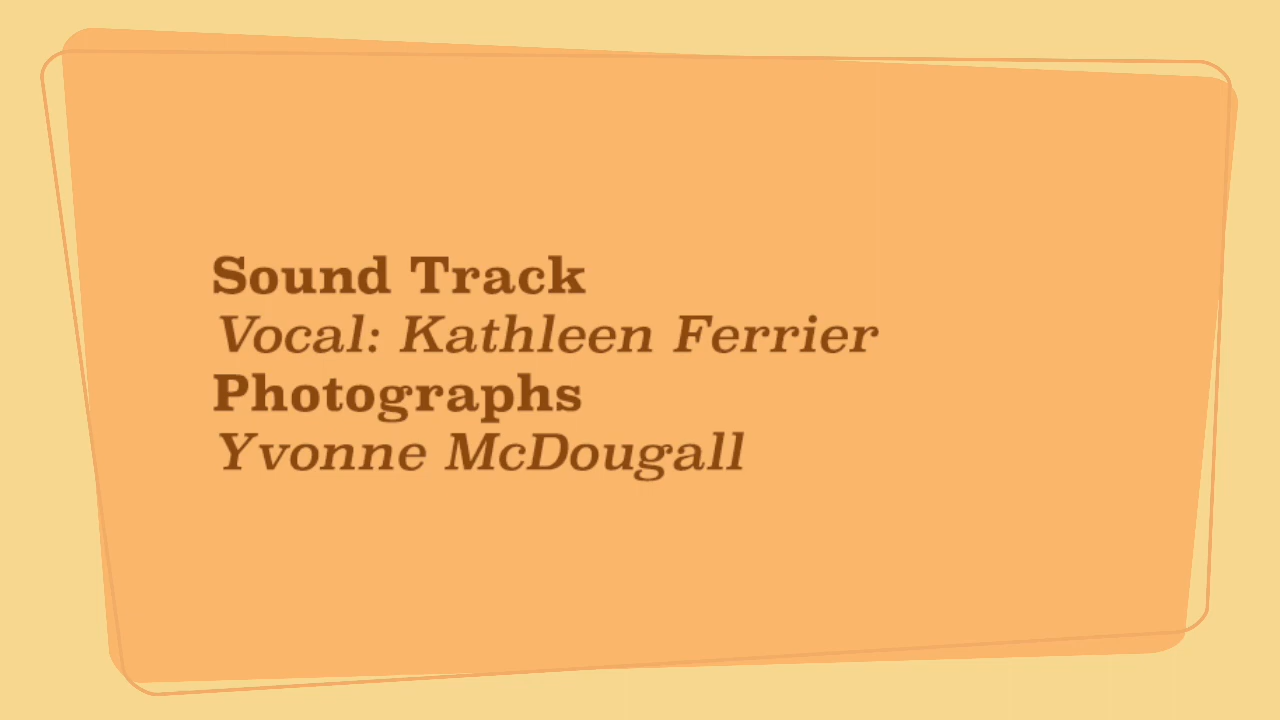 Sound Track
Vocal: Kathleen Ferrier
Photographs
Yvonne McDougall